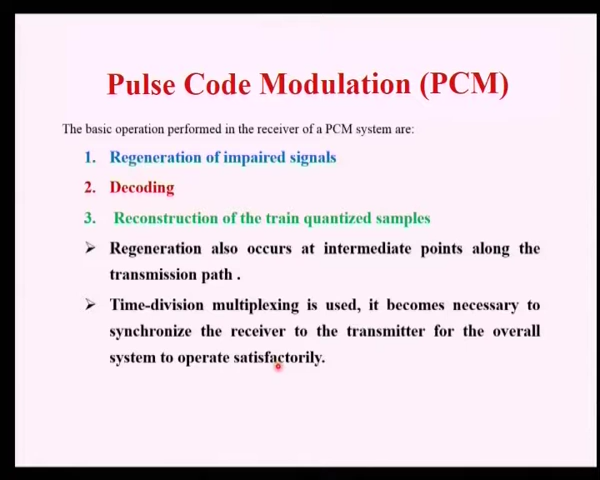 Pulse Code Modulation (PCM)
The basic operation performed in the receiver of a PCM system are:
1. Regeneration of impaired signals
2. Decoding
3. Reconstruction of the train quantized samples
➢ Regeneration also occurs at intermediate points along the
transmission path .
➢ Time-division multiplexing is used, it becomes necessary to
synchronize the receiver to the transmitter for the overall
system to operate satisfactorily.